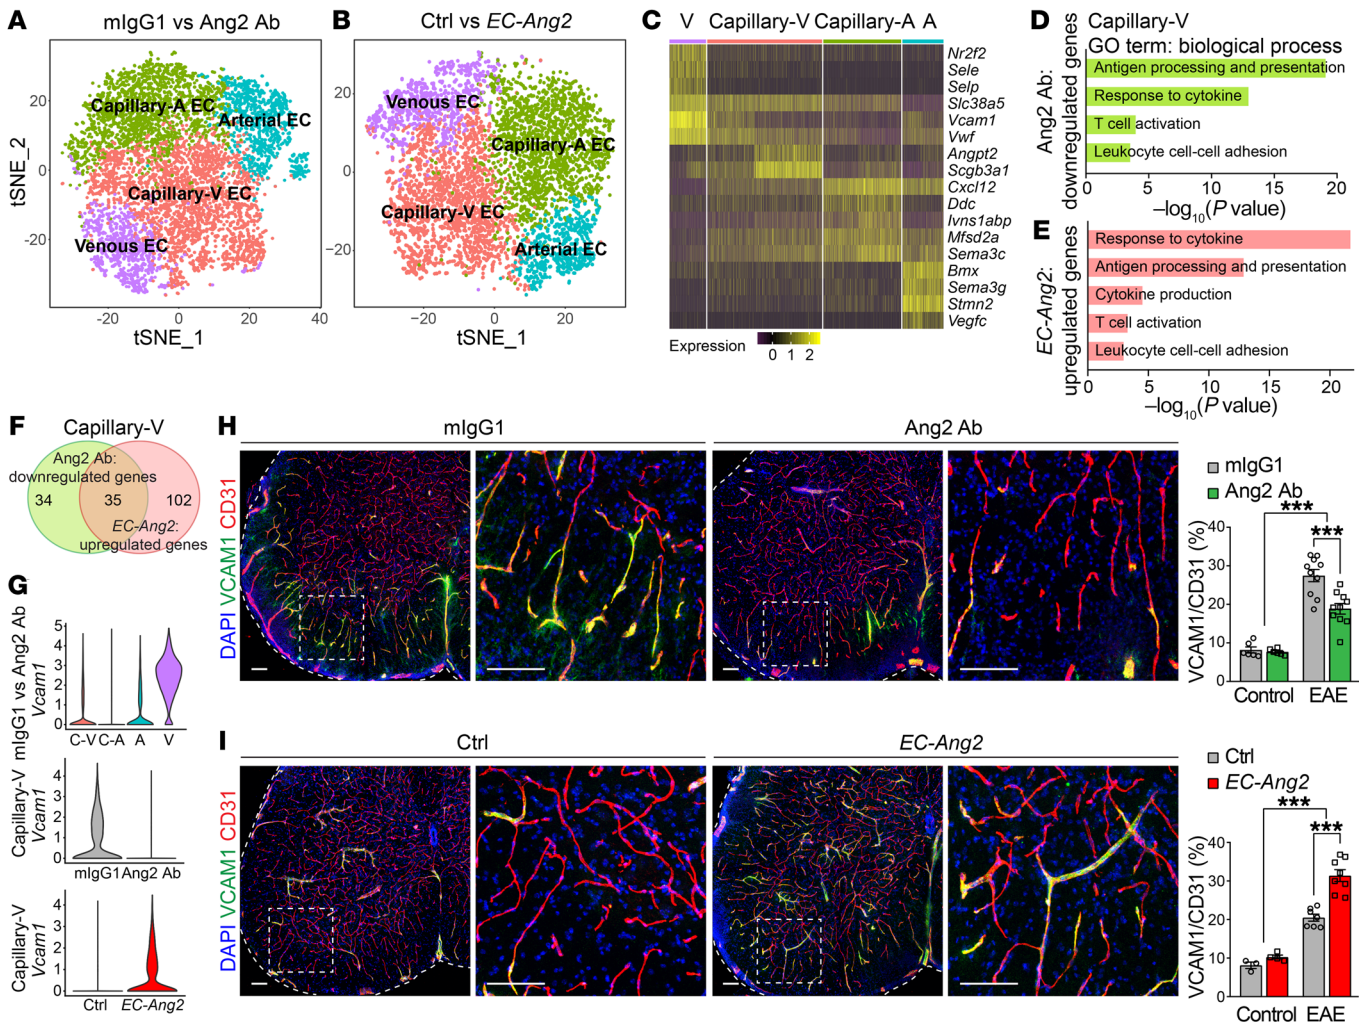 A
mIgG1 vs Ang2 Ab
tSNE_2
20
0
-20
Capillary-A EC
Arterial EC
Capillary-V EC
Venous EC
-20
0
20
40
tSNE_1
B
Ctrl vs EC-Ang2
20
0
−20
Venous EC
Capillary-A EC
Capillary-V EC
Arterial EC
−20
0
20
tSNE_1
C
V Capillary-V Capillary-A A
Nr2f2
Sele
Selp
Slc38a5
Vcam1
Vwf
Angpt2
Scgb3a1
Cxcl12
Ddc
Ivns1abp
Mfsd2a
Sema3c
Bmx
Sema3g
Stmn2
Vegfc
Expression
0 1 2
D
Capillary-V
GO term: biological process
Ang2 Ab:
downregulated genes
Antigen processing and presentation
Response to cytokine
T cell activation
Leukocyte cell-cell adhesion
0 5 10 15 20
–log10(P value)
E
EC-Ang2:
upregulated genes
Response to cytokine
Antigen processing and presentation
Cytokine production
T cell activation
Leukocyte cell-cell adhesion
0 5 10 15 20
–log10(P value)
F
Capillary-V
Ang2 Ab:
downregulated genes
34 35 102
EC-Ang2:
upregulated genes
G
mIgG1 vs Ang2 Ab
Vcam1
5
4
3
2
1
0
C-V C-A A V
Capillary-V
Vcam1
4
3
2
1
0
mIgG1 Ang2 Ab
Capillary-V
Vcam1
4
3
2
1
0
Ctrl EC-Ang2
H
mIgG1
Ang2 Ab
DAPI VCAM1 CD31
mIgG1
Ang2 Ab
VCAM1/CD31 (%)
40
30
20
10
0
***
***
Control EAE
I
Ctrl
EC-Ang2
DAPI VCAM1 CD31
Ctrl
EC-Ang2
VCAM1/CD31 (%)
40
30
20
10
0
***
***
Control EAE